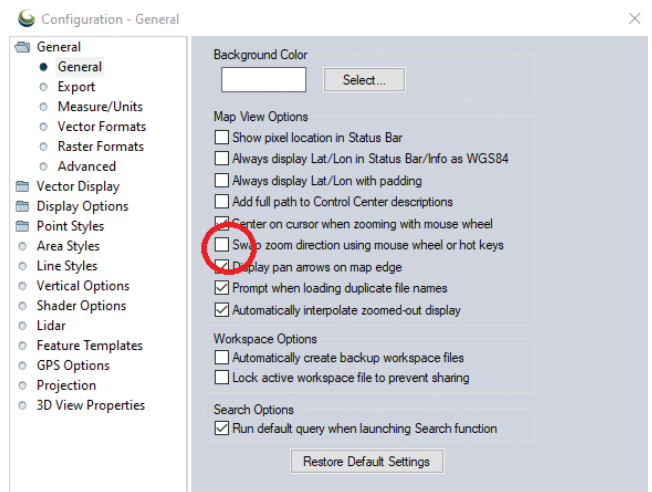 Configuration - General
General
General
Export
Measure/Units
Vector Formats
Raster Formats
Advanced
Vector Display
Display Options
Point Styles
Area Styles
Line Styles
Vertical Options
Shader Options
Lidar
Feature Templates
GPS Options
Projection
3D View Properties
Background Color
Select...
Map View Options
Show pixel location in Status Bar
Always display Lat/Lon in Status Bar/Info as WGS84
Always display Lat/Lon with padding
Add full path to Control Center descriptions
Center on cursor when zooming with mouse wheel
Swap zoom direction using mouse wheel or hot keys
Display pan arrows on map edge
Prompt when loading duplicate file names
Automatically interpolate zoomed-out display
Workspace Options
Automatically create backup workspace files
Lock active workspace file to prevent sharing
Search Options
Run default query when launching Search function
Restore Default Settings